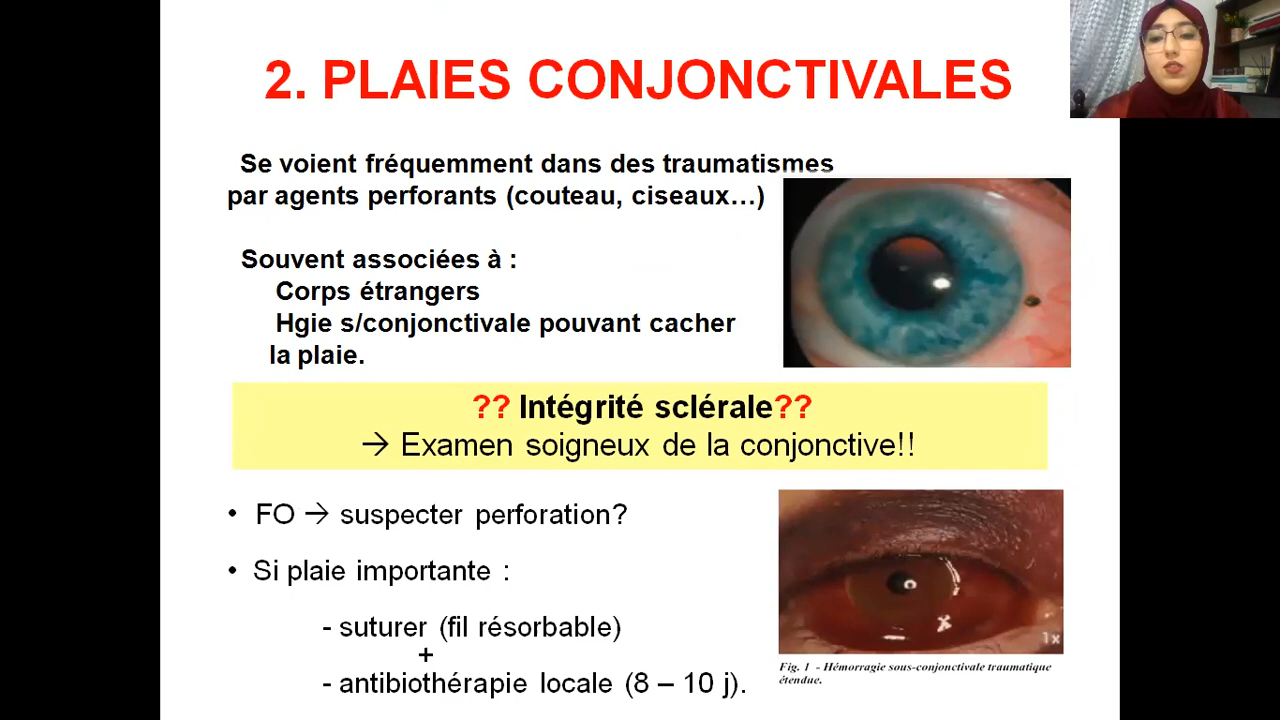 2. PLAIES CONJONCTIVALES
Se voient fréquemment dans des traumatismes
par agents perforants (couteau, ciseaux…)
Souvent associées à :
Corps étrangers
Hgie s/conjonctivale pouvant cacher
la plaie.
?? Intégrité sclérale??
→ Examen soigneux de la conjonctive!!
• FO → suspecter perforation?
• Si plaie importante :
- suturer (fil résorbable)
+
- antibiothérapie locale (8 – 10 j).
1x
Fig. 1 - Hémorragie sous-conjonctivale traumatique
étendue.